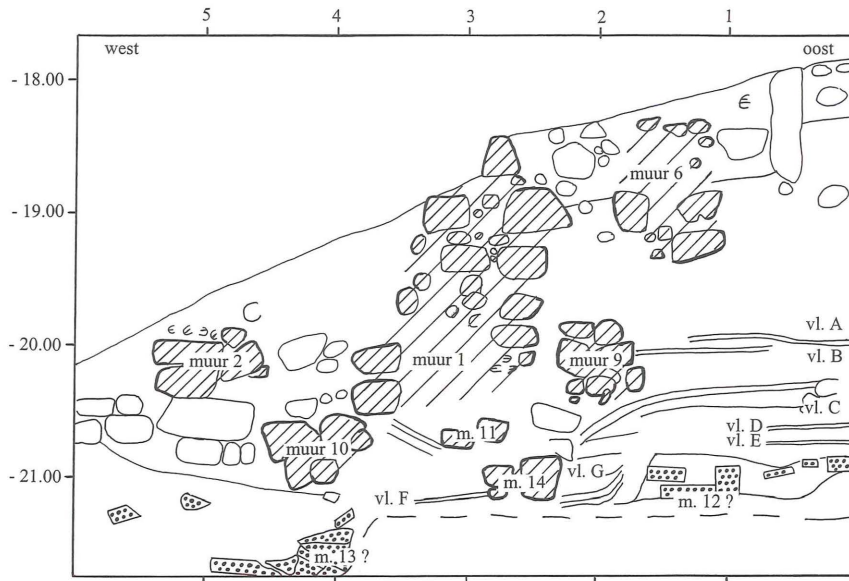 5 4 3 2 1
west oost
- 18.00
muur 6
- 19.00
vl. A
- 20.00
muur 2 muur 1 muur 9 vl. B
vl. C
m. 11 vl. D
muur 10 vl. E
- 21.00
vl. G
m. 14
vl. F m. 12 ?
m. 13 ?